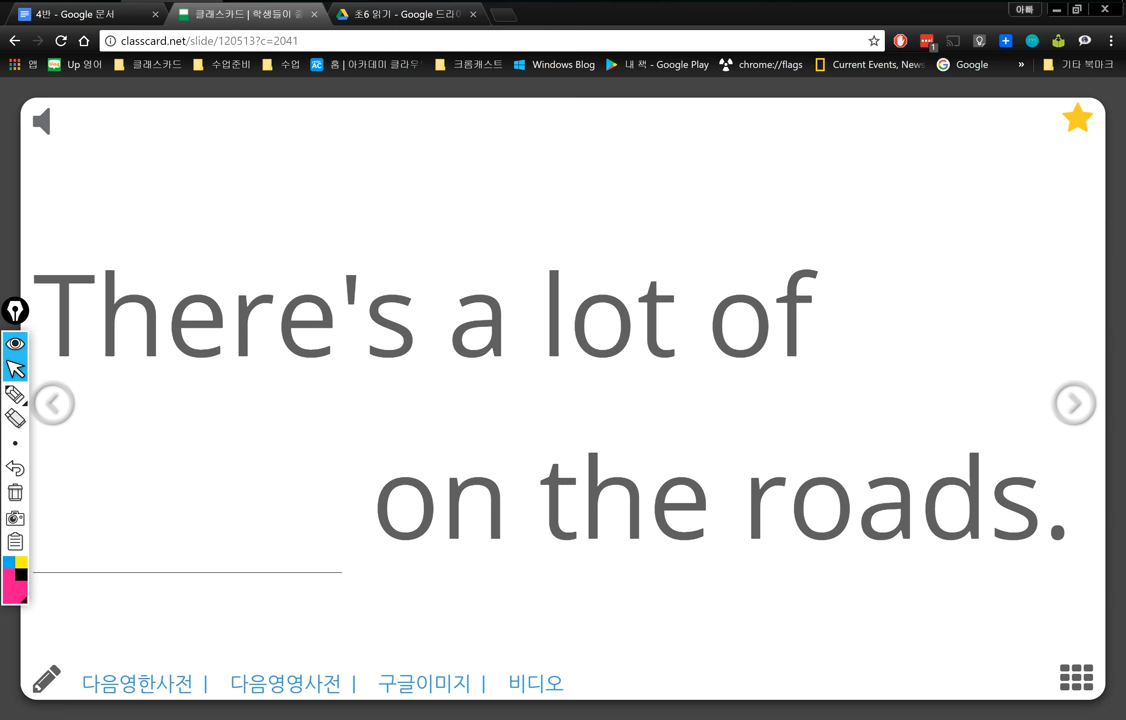 4반 - Google 문서
클래스카드 | 학생들이 좋
초6 읽기 - Google 드라이
아빠
classcard.net/slide/120513?c=2041
1
앱 Up 영어 클래스카드 수업준비 수업 홈 | 아카데미 클라우 크롬캐스트 Windows Blog 내 책 - Google Play chrome://flags Current Events, News Google » 기타 북마크
There's a lot of
on the roads.
다음영한사전 | 다음영영사전 | 구글이미지 | 비디오